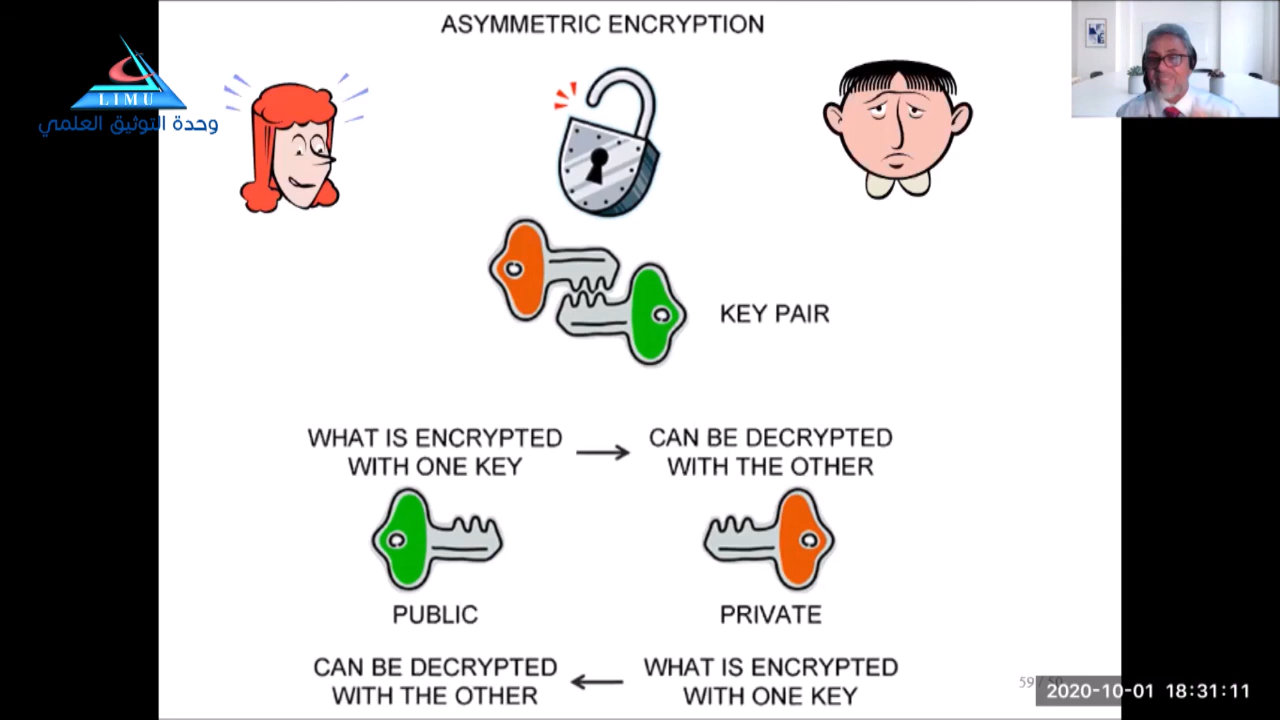 ASYMMETRIC ENCRYPTION
LIMU
وحدة التوثيق العلمي
KEY PAIR
WHAT IS ENCRYPTED
WITH ONE KEY
CAN BE DECRYPTED
WITH THE OTHER
PUBLIC
PRIVATE
CAN BE DECRYPTED
WITH THE OTHER
WHAT IS ENCRYPTED
WITH ONE KEY
59 /
2020-10-01 18:31:11